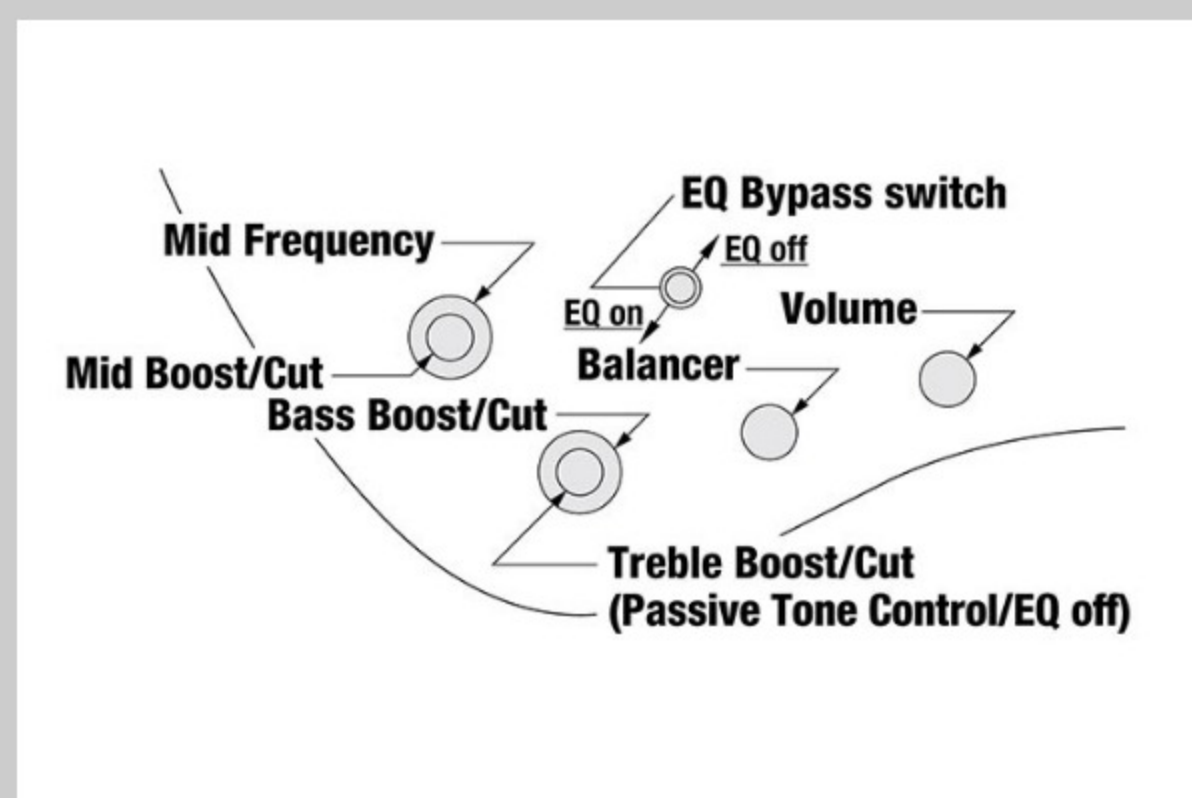 EQ Bypass switch
Mid Frequency
EQ off
EQ on
Volume
Balancer
Mid Boost/Cut
Bass Boost/Cut
Treble Boost/Cut
(Passive Tone Control/EQ off)